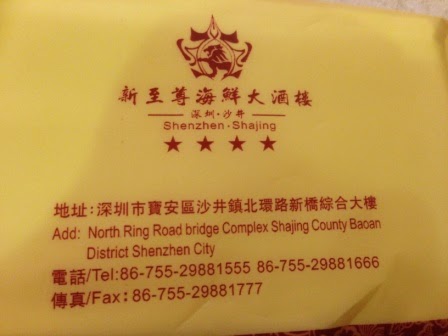 新至尊海鮮大酒樓
深圳·沙井
Shenzhen·Shajing
★ ★ ★ ★
地址:深圳市寶安區沙井鎮北環路新橋綜合大樓
Add: North Ring Road bridge Complex Shajing County Baoan
District Shenzhen City
電話/Tel:86-755-29881555 86-755-29881666
傳真/Fax: 86-755-29881777